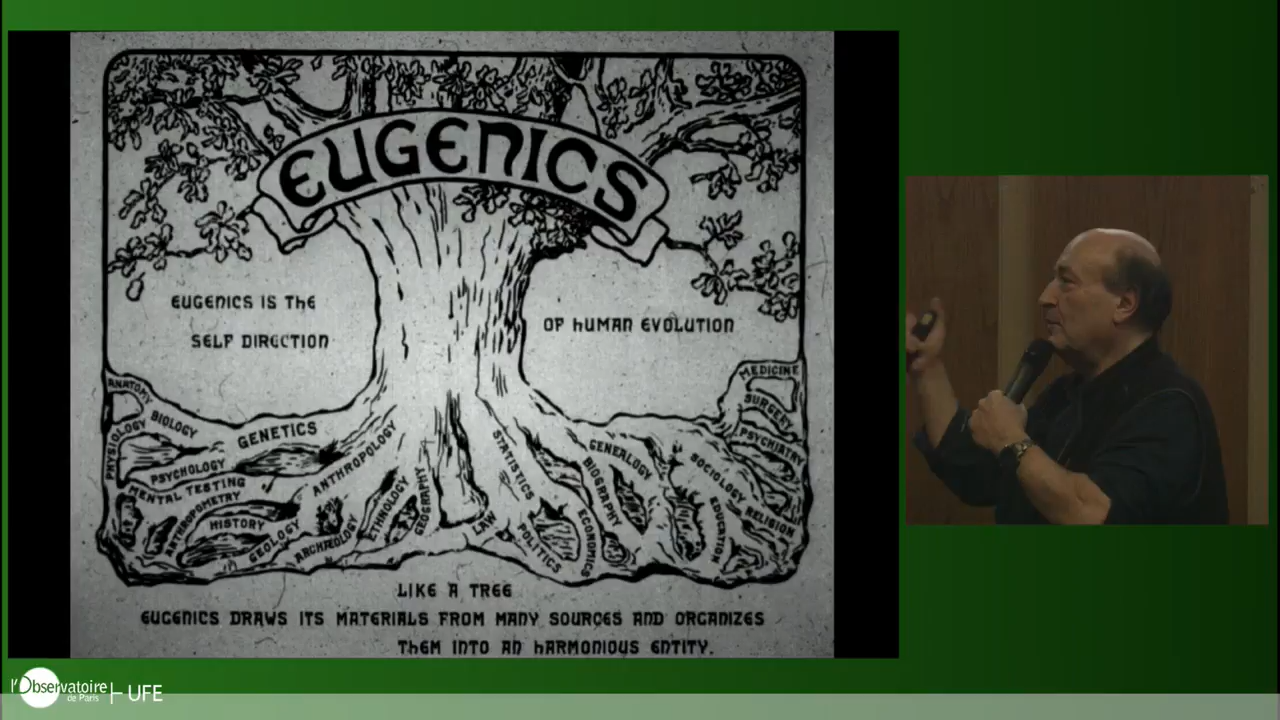 EUGENICS
EUGENICS IS THE
SELF DIRECTION
OF HUMAN EVOLUTION
ANATOMY
BIOLOGY
PHYSIOLOGY
GENETICS
PSYCHOLOGY
MENTAL TESTING
ANTHROPOMETRY
ANTHROPOLOGY
HISTORY
GEOLOGY
ARCHÆOLOGY
ETHNOLOGY
GEOGRAPHY
LAW
STATISTICS
POLITICS
ECONOMICS
BIOGRAPHY
GENEALOGY
EDUCATION
SOCIOLOGY
RELIGION
PSYCHIATRY
SURGERY
MEDICINE
LIKE A TREE
EUGENICS DRAWS ITS MATERIALS FROM MANY SOURCES AND ORGANIZES
THEM INTO AN HARMONIOUS ENTITY.
l'Observatoire
de Paris
UFE